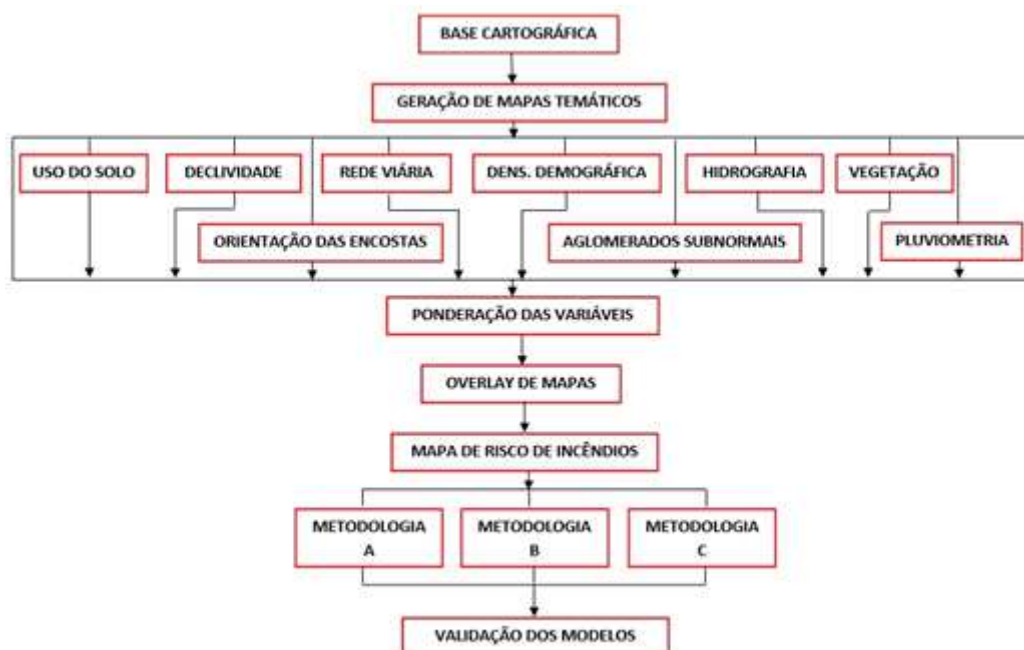 BASE CARTOGRÁFICA
GERAÇÃO DE MAPAS TEMÁTICOS
USO DO SOLO
DECLIVIDADE
REDE VIÁRIA
DENS. DEMOGRÁFICA
HIDROGRAFIA
VEGETAÇÃO
ORIENTAÇÃO DAS ENCOSTAS
AGLOMERADOS SUBNORMAIS
PLUVIOMETRIA
PONDERAÇÃO DAS VARIÁVEIS
OVERLAY DE MAPAS
MAPA DE RISCO DE INCÊNDIOS
METODOLOGIA
A
METODOLOGIA
B
METODOLOGIA
C
VALIDAÇÃO DOS MODELOS